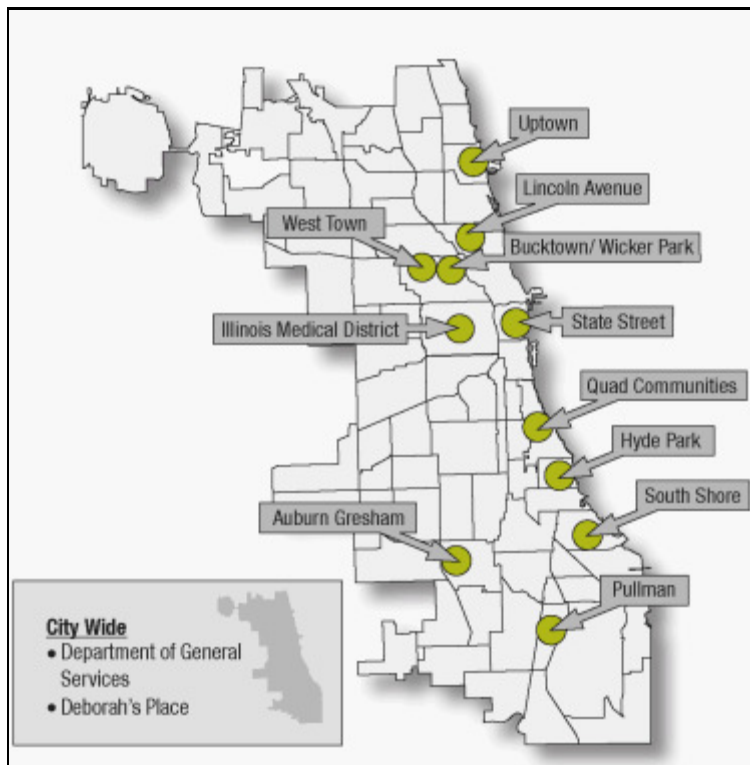 Uptown
Lincoln Avenue
West Town
Bucktown/ Wicker Park
Illinois Medical District
State Street
Quad Communities
Hyde Park
South Shore
Auburn Gresham
Pullman
City Wide
• Department of General
Services
• Deborah's Place